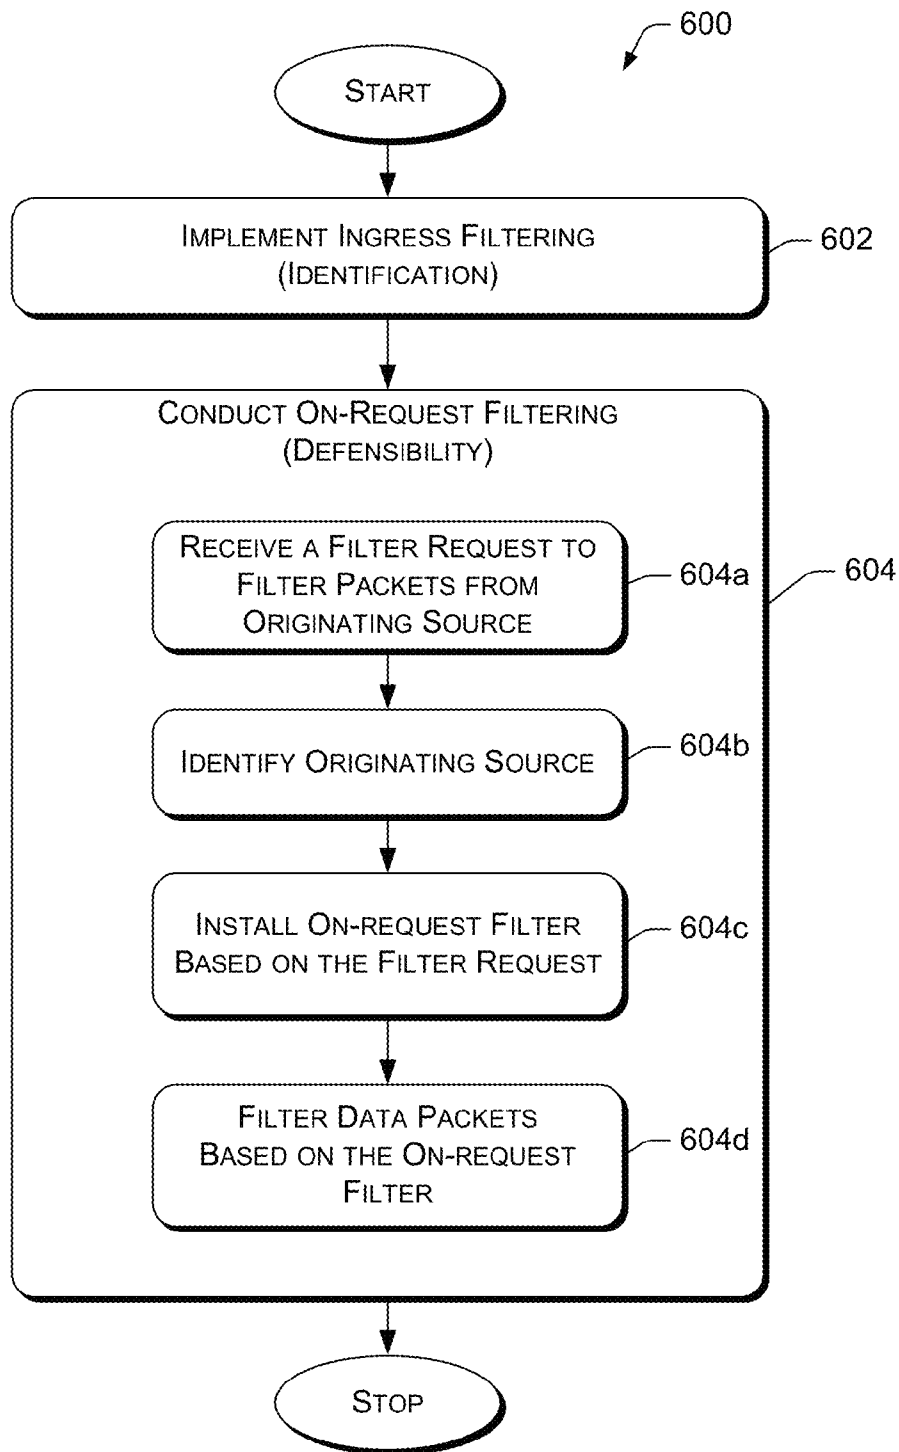 600
START
IMPLEMENT INGRESS FILTERING
(IDENTIFICATION)
602
CONDUCT ON-REQUEST FILTERING
(DEFENSIBILITY)
RECEIVE A FILTER REQUEST TO
FILTER PACKETS FROM
ORIGINATING SOURCE
604a
604
IDENTIFY ORIGINATING SOURCE
604b
INSTALL ON-REQUEST FILTER
BASED ON THE FILTER REQUEST
604c
FILTER DATA PACKETS
BASED ON THE ON-REQUEST
FILTER
604d
STOP